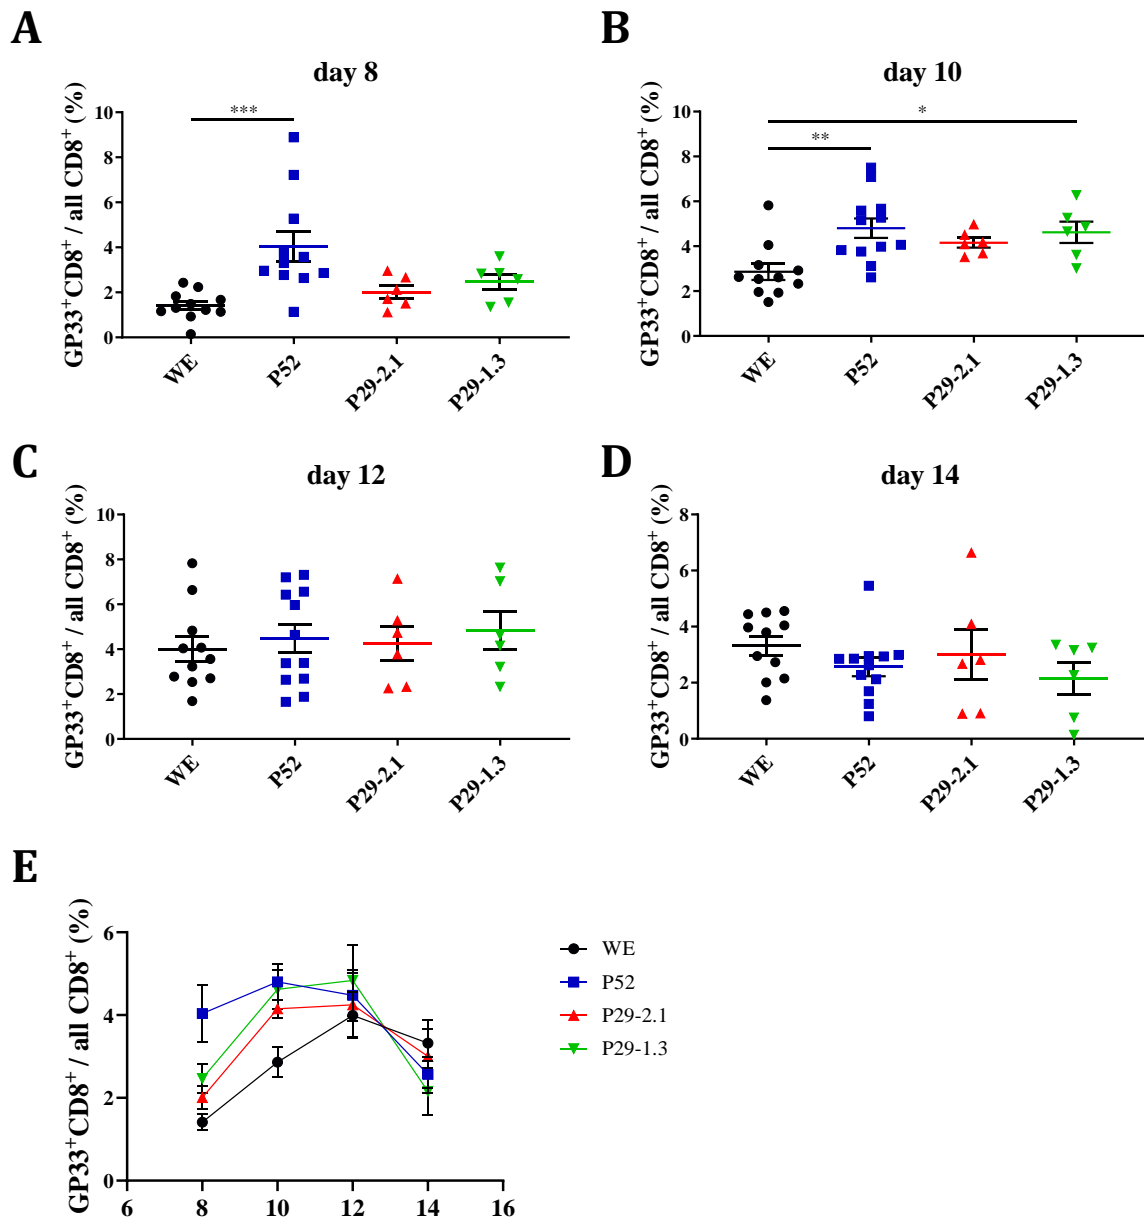 A
day 8
GP33⁺CD8⁺ / all CD8⁺ (%)
10
8
6
4
2
0
***
WE
P52
P29-2.1
P29-1.3
B
day 10
GP33⁺CD8⁺ / all CD8⁺ (%)
10
8
6
4
2
0
*
**
WE
P52
P29-2.1
P29-1.3
C
day 12
GP33⁺CD8⁺ / all CD8⁺ (%)
10
8
6
4
2
0
WE
P52
P29-2.1
P29-1.3
D
day 14
GP33⁺CD8⁺ / all CD8⁺ (%)
8
6
4
2
0
WE
P52
P29-2.1
P29-1.3
E
GP33⁺CD8⁺ / all CD8⁺ (%)
6
4
2
0
6
8
10
12
14
16
WE
P52
P29-2.1
P29-1.3